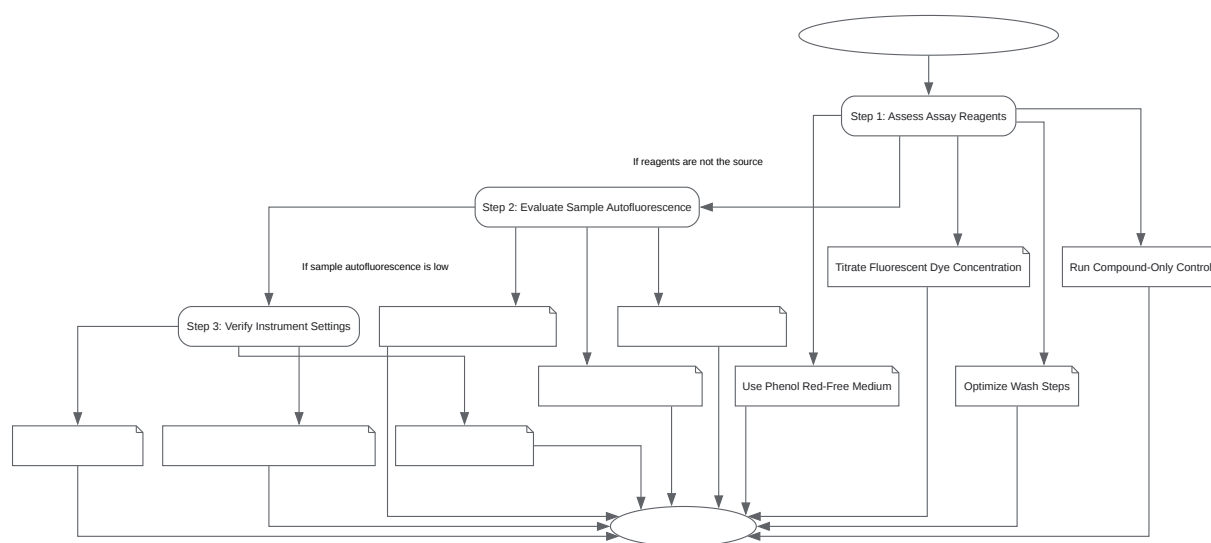 Step 1: Assess Assay Reagents
If reagents are not the source
Step 2: Evaluate Sample Autofluorescence
If sample autofluorescence is low
Titrate Fluorescent Dye Concentration
Run Compound-Only Control
Step 3: Verify Instrument Settings
Use Phenol Red-Free Medium
Optimize Wash Steps